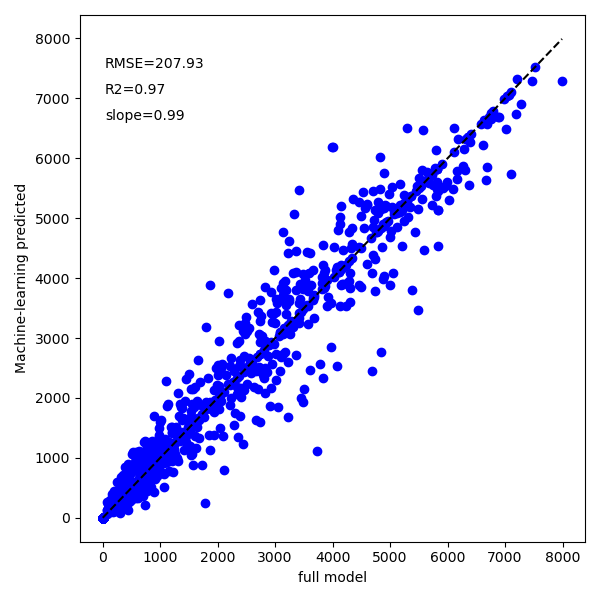 8000
7000
6000
5000
4000
3000
2000
1000
0
RMSE=207.93
R2=0.97
slope=0.99
Machine-learning predicted
0 1000 2000 3000 4000 5000 6000 7000 8000
full model